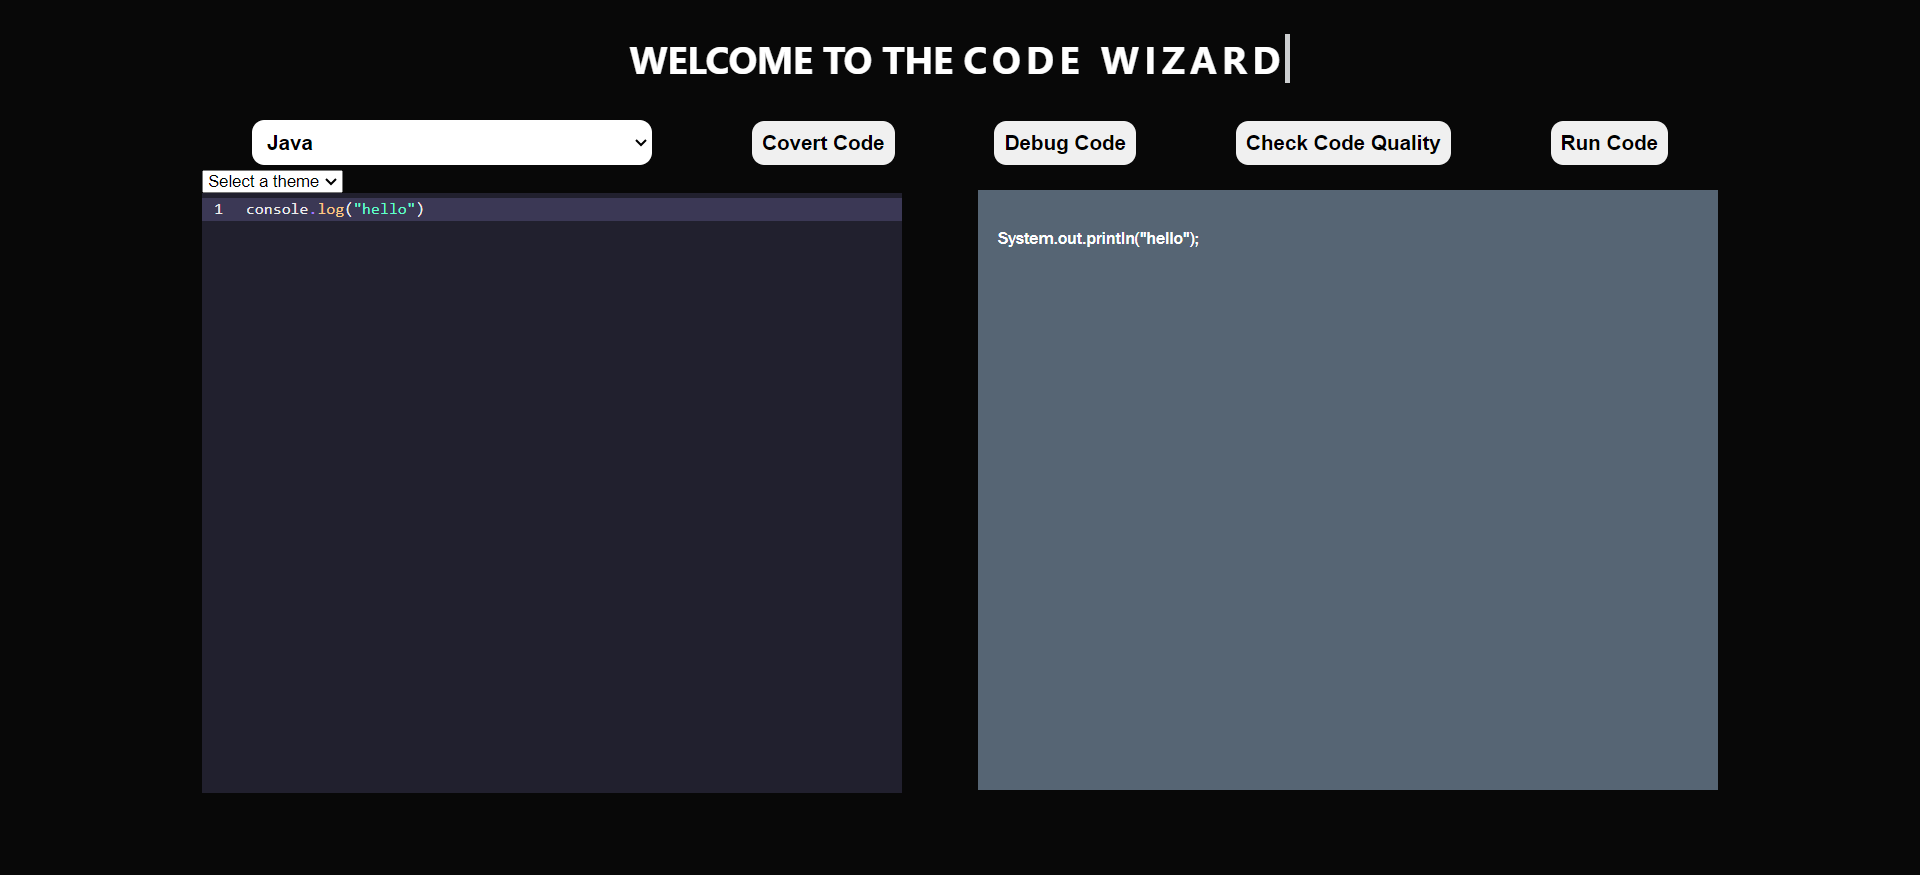 WELCOME TO THE CODE WIZARD
Java
Covert Code
Debug Code
Check Code Quality
Run Code
Select a theme
1 console.log("hello")
System.out.println("hello");